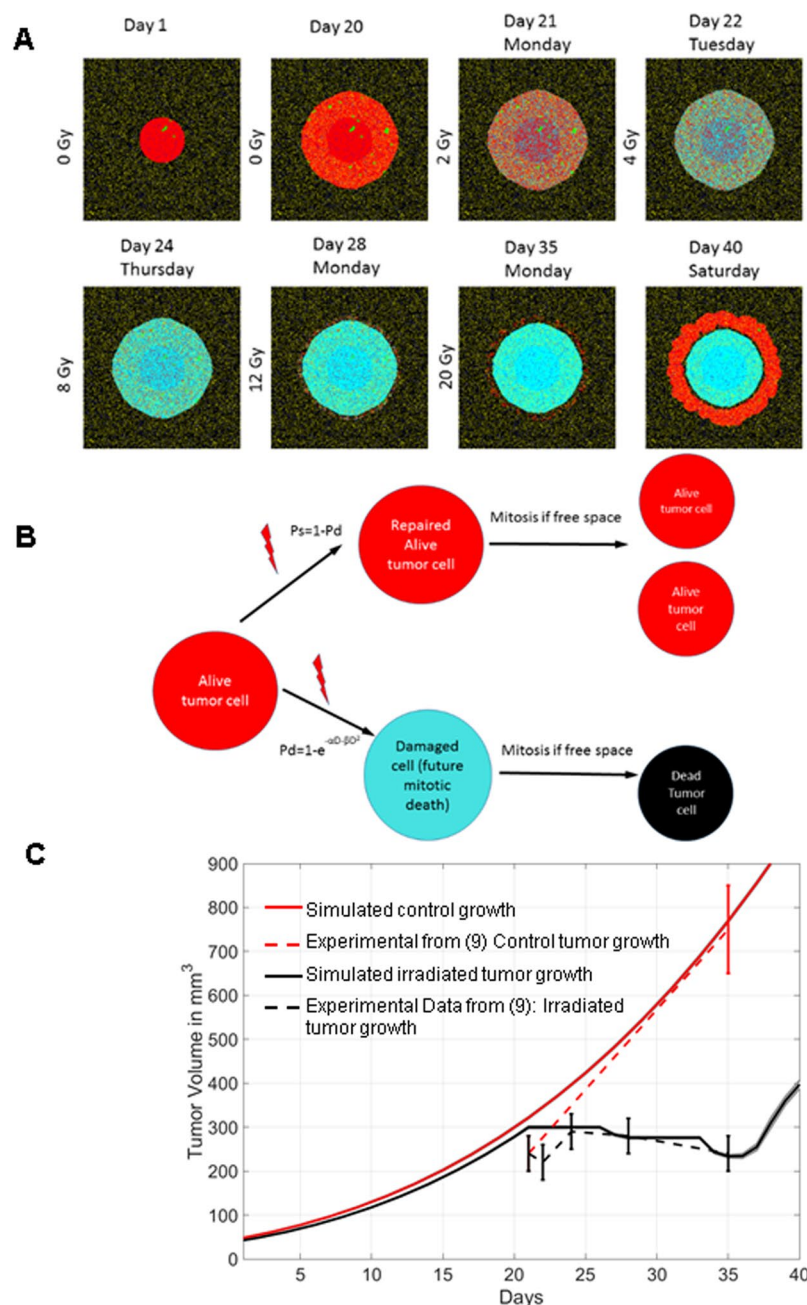 A
Day 1
Day 20
Day 21
Monday
Day 22
Tuesday
0 Gy
0 Gy
2 Gy
4 Gy
Day 24
Thursday
Day 28
Monday
Day 35
Monday
Day 40
Saturday
8 Gy
12 Gy
20 Gy
B
Ps=1-Pd
Repaired
Alive
tumor cell
Mitosis if free space
Alive
tumor cell
Alive
tumor
cell
Alive
tumor cell
Pd=1-e^-αD-βD²
Damaged
cell (future
mitotic
death)
Mitosis if free space
Dead
Tumor
cell
C
Simulated control growth
Experimental from (9) Control tumor growth
Simulated irradiated tumor growth
Experimental Data from (9): Irradiated
tumor growth
Tumor Volume in mm³
900
800
700
600
500
400
300
200
100
0
5 10 15 20 25 30 35 40
Days